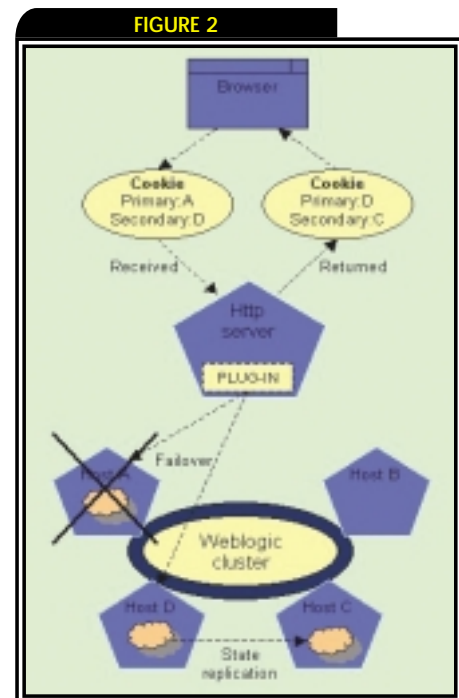 FIGURE 2
Browser
Cookie
Primary:A
Secondary:D
Cookie
Primary:D
Secondary:C
Received
Returned
Http
server
PLUG-IN
Failover
Host A
Host B
Weblogic
cluster
Host D
Host C
State
replication